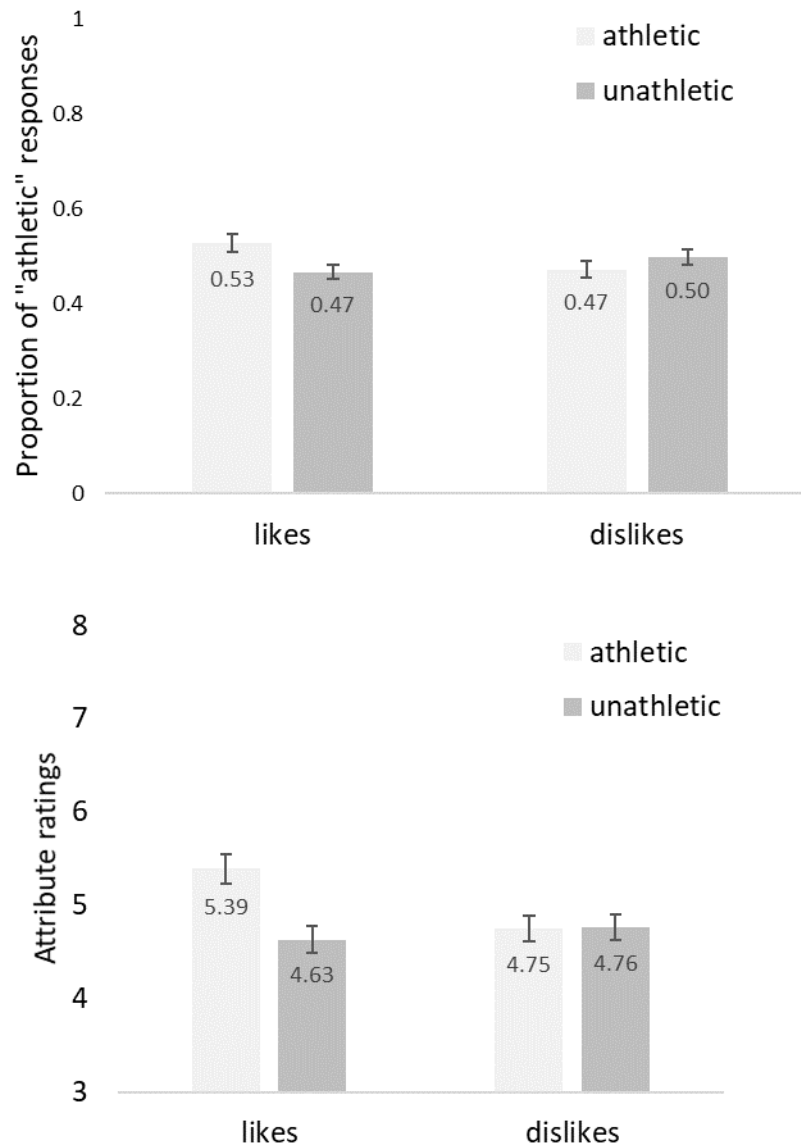 Proportion of "athletic" responses
1
0.8
0.6
0.4
0.2
0
athletic
unathletic
0.53
0.47
0.47
0.50
likes
dislikes
Attribute ratings
8
7
6
5
4
3
athletic
unathletic
5.39
4.63
4.75
4.76
likes
dislikes